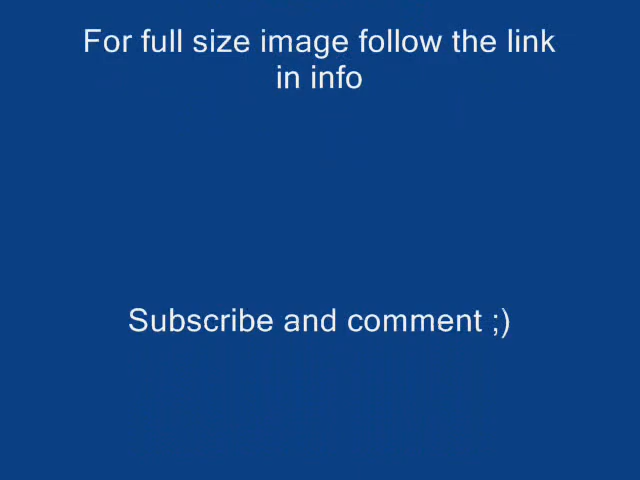 For full size image follow the link
in info
Subscribe and comment ;)